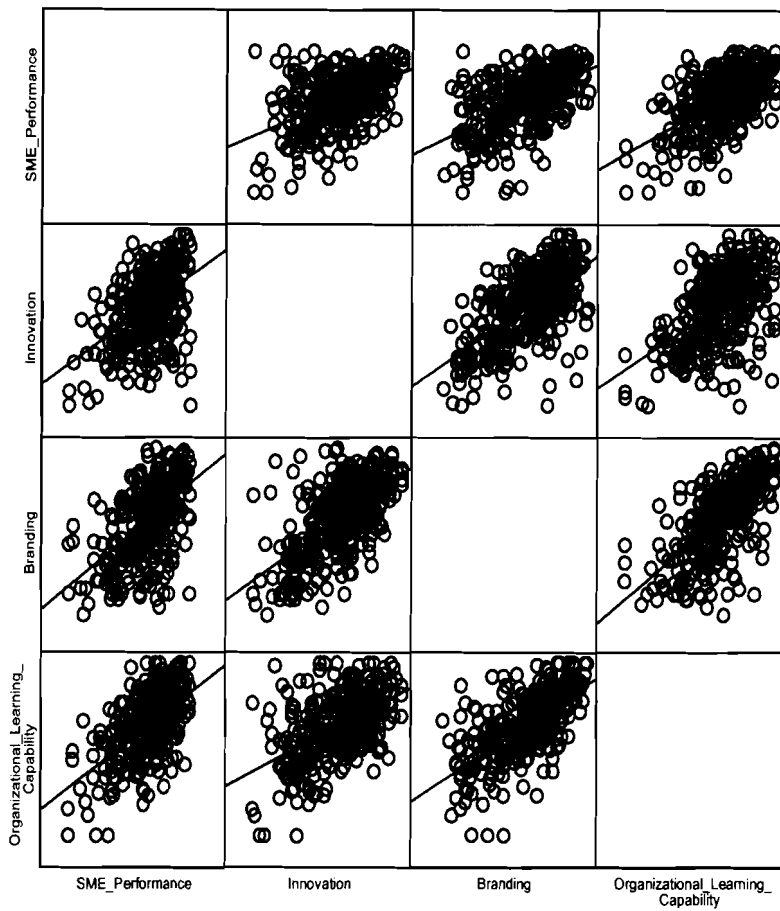 SME_Performance
Innovation
Branding
Organizational_Learning_
Capability
SME_Performance
Innovation
Branding
Organizational_Learning_
Capability